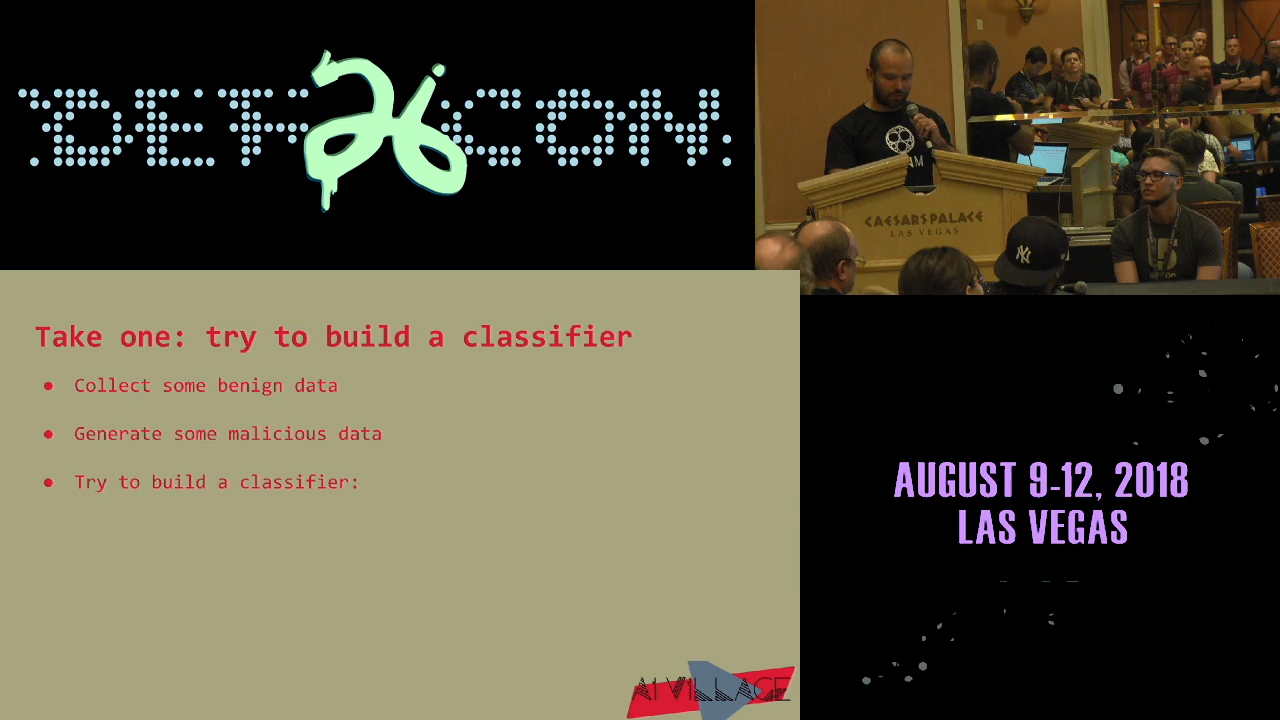 DEF 26 CON
CAESARS PALACE
LAS VEGAS
Take one: try to build a classifier
● Collect some benign data
● Generate some malicious data
● Try to build a classifier:
AUGUST 9-12, 2018
LAS VEGAS
AI VILLAGE